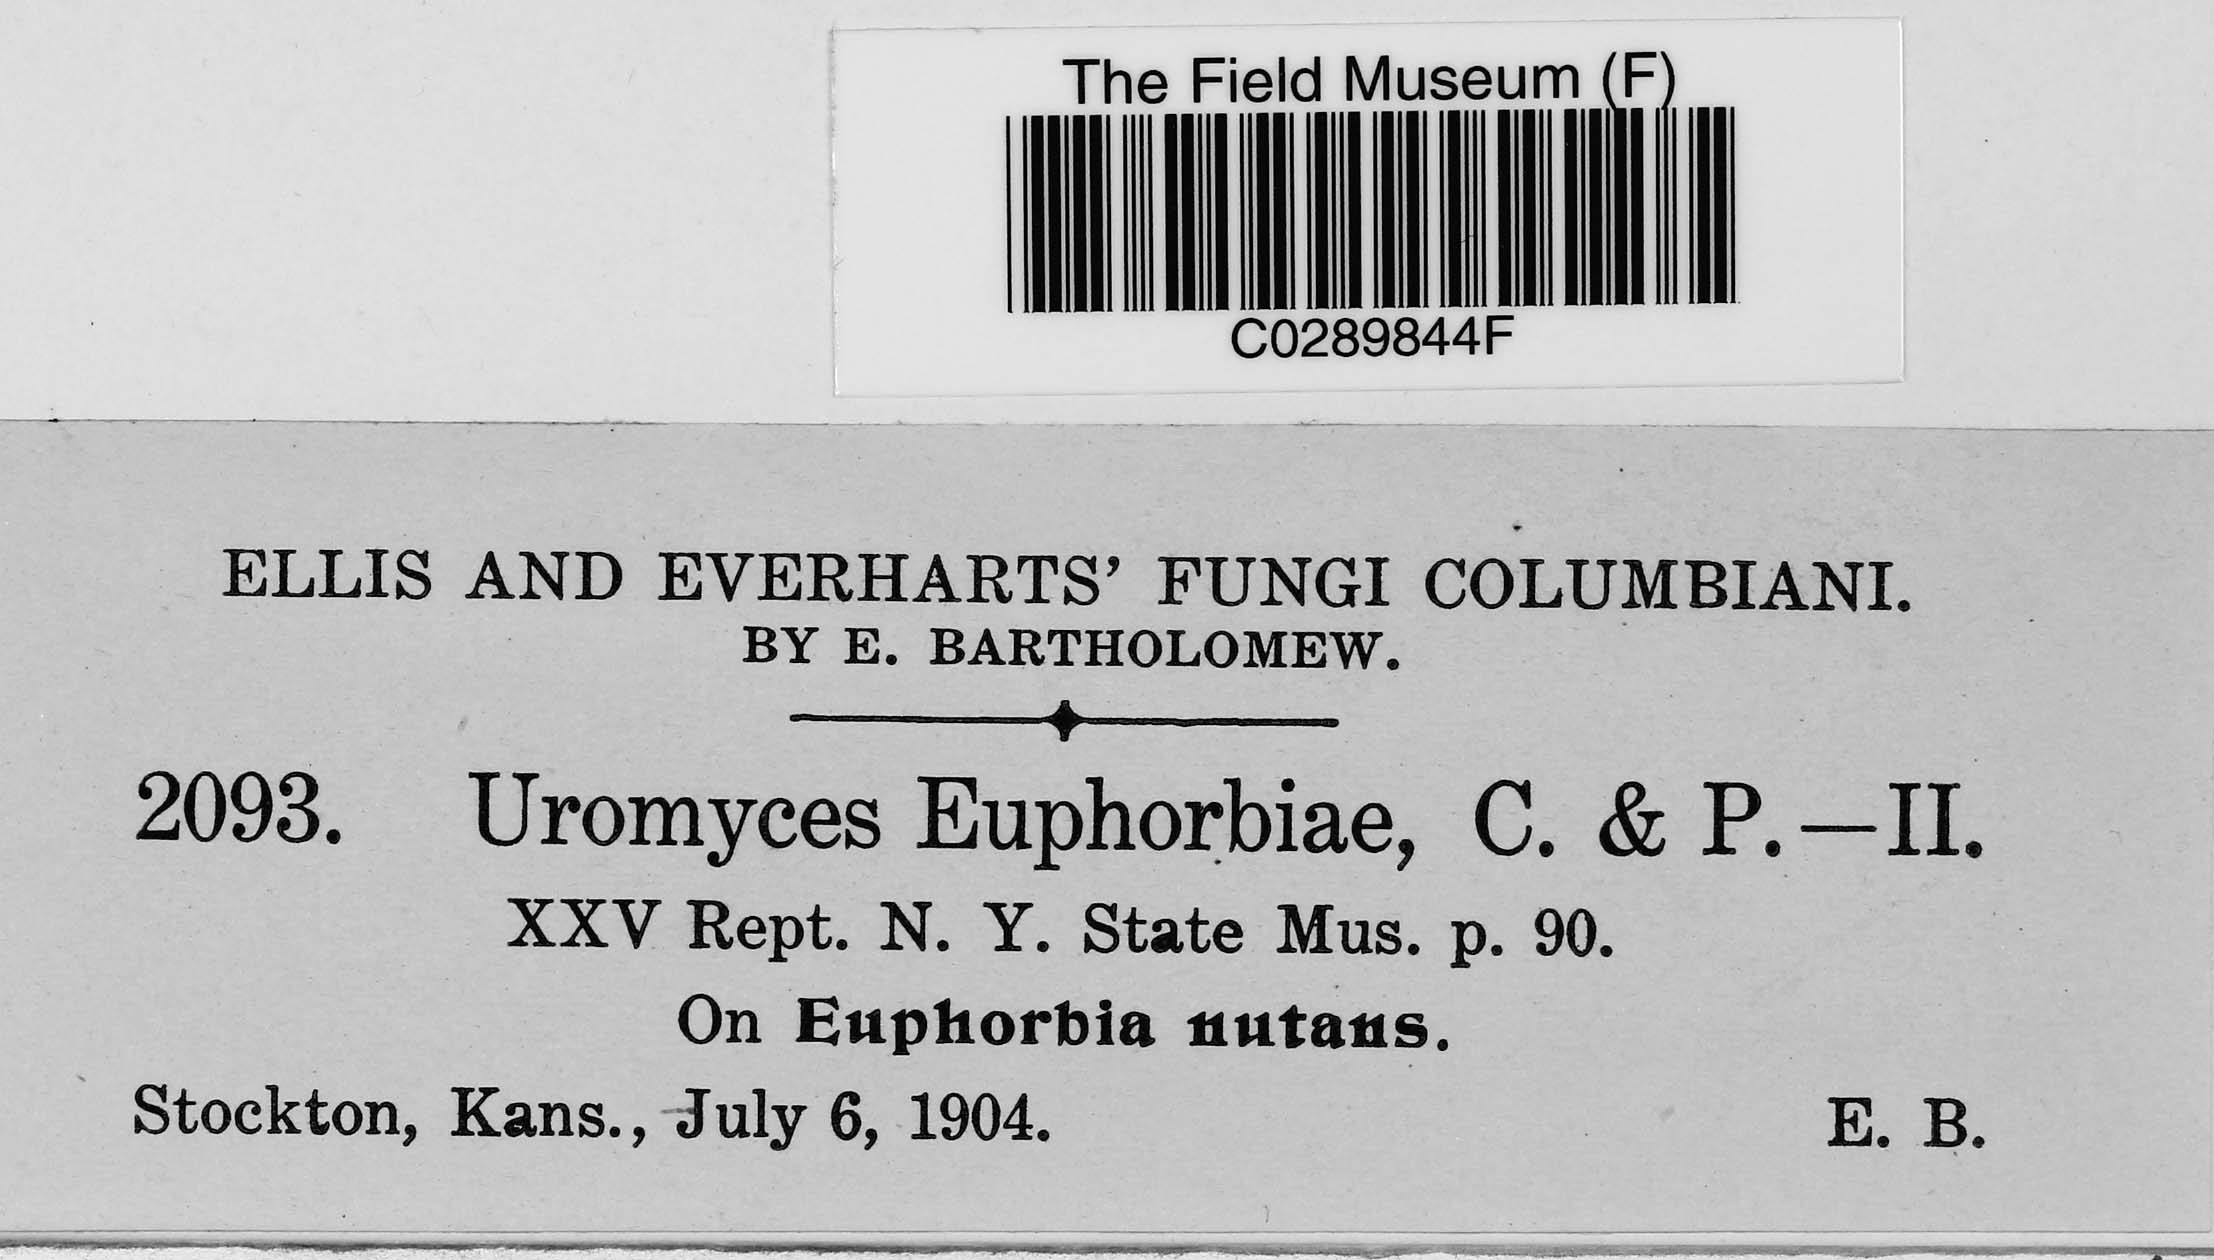 The Field Museum (F)
C0289844F
ELLIS AND EVERHARTS' FUNGI COLUMBIANI.
BY E. BARTHOLOMEW.
2093. Uromyces Euphorbiae, C. & P.—II.
XXV Rept. N. Y. State Mus. p. 90.
On Euphorbia nutans.
Stockton, Kans., July 6, 1904. E. B.